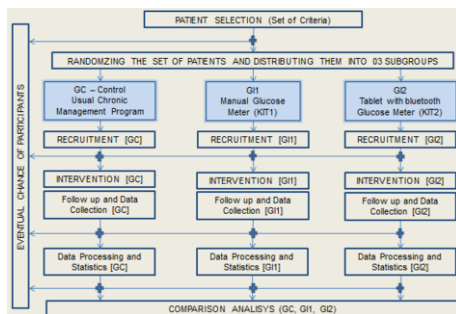 PATIENT SELECTION (Set of Criteria)
RANDOMZING THE SET OF PATIENTS AND DISTRIBUTING THEM INTO 03 SUBGROUPS
EVENTUAL CHANCE OF PARTICIPANTS
GC – Control
Usual Chronic
Management Program
GI1
Manual Glucose
Meter (KIT1)
GI2
Tablet with bluetooth
Glucose Meter (KIT2)
RECRUITMENT [GC]
RECRUITMENT [GI1]
RECRUITMENT [GI2]
INTERVENTION [GC]
INTERVENTION [GI1]
INTERVENTION [GI2]
Follow up and Data
Collection [GC]
Follow up and Data
Collection [GI1]
Follow up and Data
Collection [GI2]
Data Processing and
Statistics [GC]
Data Processing and
Statistics [GI1]
Data Processing and
Statistics [GI2]
COMPARISON ANALISYS (GC, GI1, GI2)